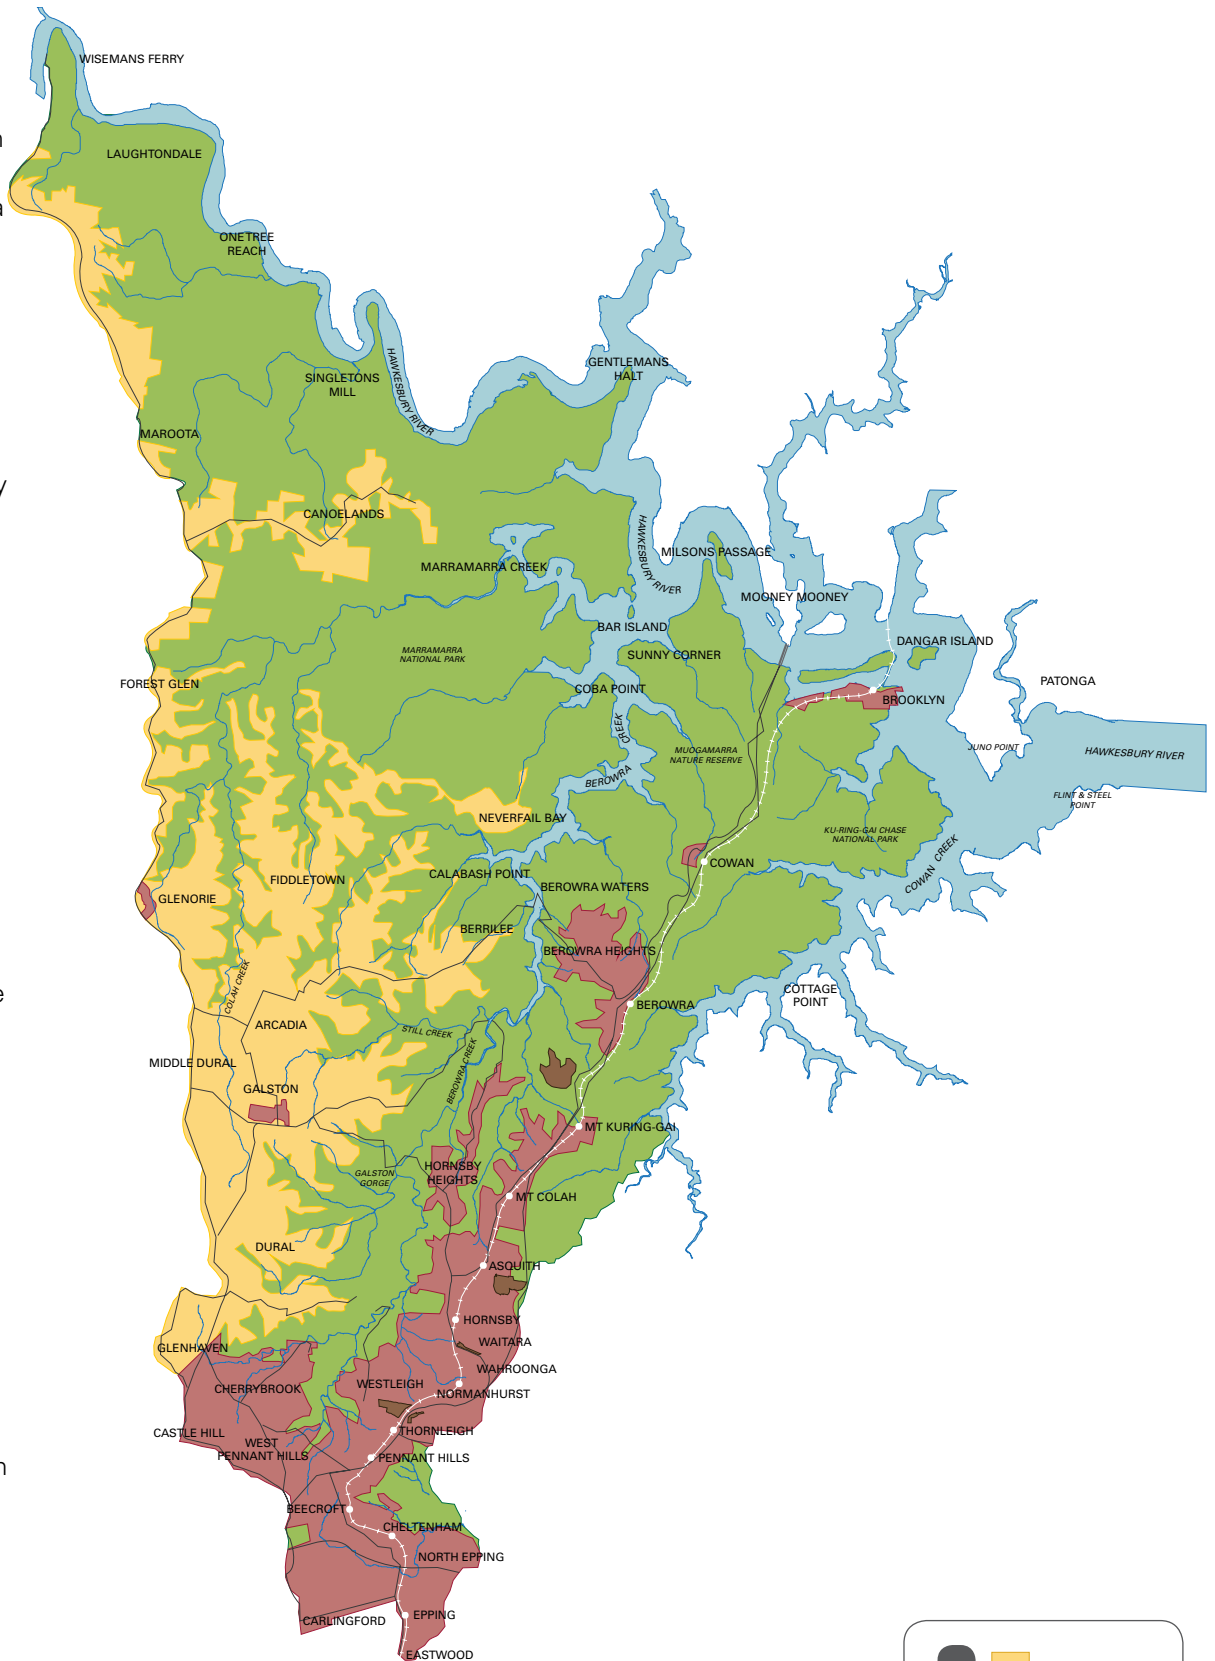 WISEMANS FERRY
n
LAUGHTONDALE
a
ONE TREE
REACH
GENTLEMANS
HALT
SINGLETONS
MILL
HAWKESBURY RIVER
MAROOTA
y
CANOELANDS
HAWKESBURY RIVER
MILSONS PASSAGE
MARRAMARRA CREEK
MOONEY MOONEY
BAR ISLAND
DANGAR ISLAND
SUNNY CORNER
MARRAMARRA
NATIONAL PARK
FOREST GLEN
COBA POINT
PATONGA
BROOKLYN
CREEK
MUOGAMARRA
NATURE RESERVE
JUNO POINT
HAWKESBURY RIVER
BEROWRA
FLINT & STEEL
POINT
NEVERFAIL BAY
KU-RING-GAI CHASE
NATIONAL PARK
COWAN
COWAN CREEK
CALABASH POINT
FIDDLETOWN
BEROWRA WATERS
GLENORIE
BERRILEE
BEROWRA HEIGHTS
COLAH CREEK
e
COTTAGE
POINT
BEROWRA
ARCADIA
STILL CREEK
MIDDLE DURAL
BEROWRA CREEK
GALSTON
MT KURING-GAI
HORNSBY
HEIGHTS
GALSTON
GORGE
MT COLAH
DURAL
ASQUITH
HORNSBY
WAITARA
GLENHAVEN
WAHROONGA
CHERRYBROOK
WESTLEIGH
NORMANHURST
CASTLE HILL
THORNLEIGH
WEST
PENNANT HILLS
PENNANT HILLS
n
BEECROFT
CHELTENHAM
NORTH EPPING
CARLINGFORD
EPPING
EASTWOOD